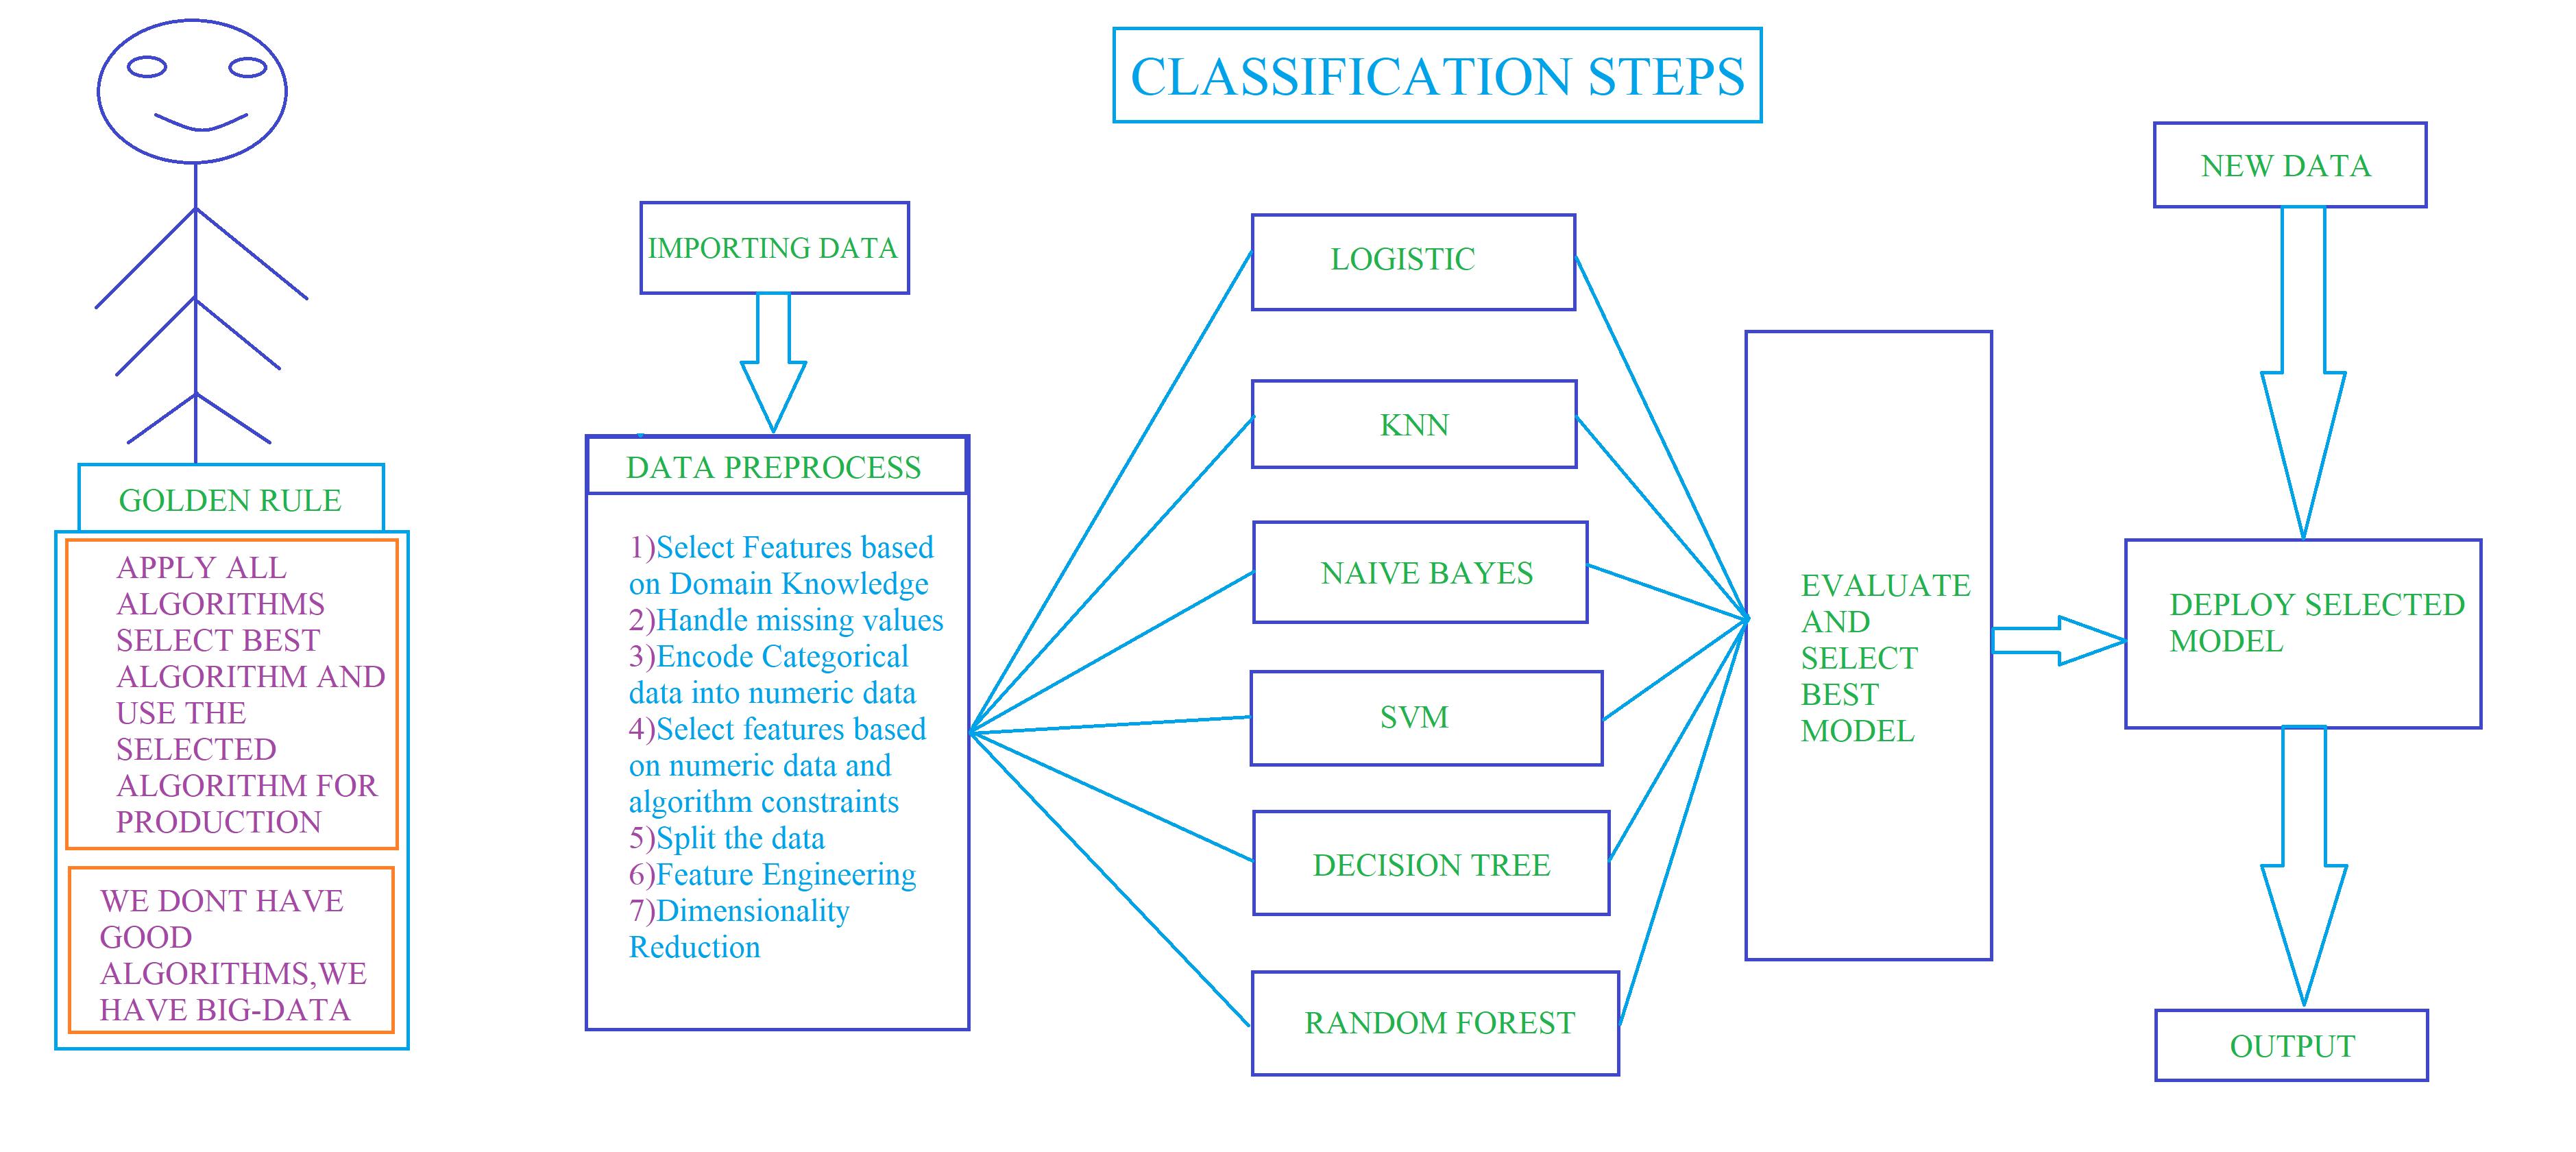 CLASSIFICATION STEPS
GOLDEN RULE
APPLY ALL
ALGORITHMS
SELECT BEST
ALGORITHM AND
USE THE
SELECTED
ALGORITHM FOR
PRODUCTION
WE DONT HAVE
GOOD
ALGORITHMS,WE
HAVE BIG-DATA
IMPORTING DATA
DATA PREPROCESS
1)Select Features based
on Domain Knowledge
2)Handle missing values
3)Encode Categorical
data into numeric data
4)Select features based
on numeric data and
algorithm constraints
5)Split the data
6)Feature Engineering
7)Dimensionality
Reduction
LOGISTIC
KNN
NAIVE BAYES
SVM
DECISION TREE
RANDOM FOREST
EVALUATE
AND
SELECT
BEST
MODEL
NEW DATA
DEPLOY SELECTED
MODEL
OUTPUT